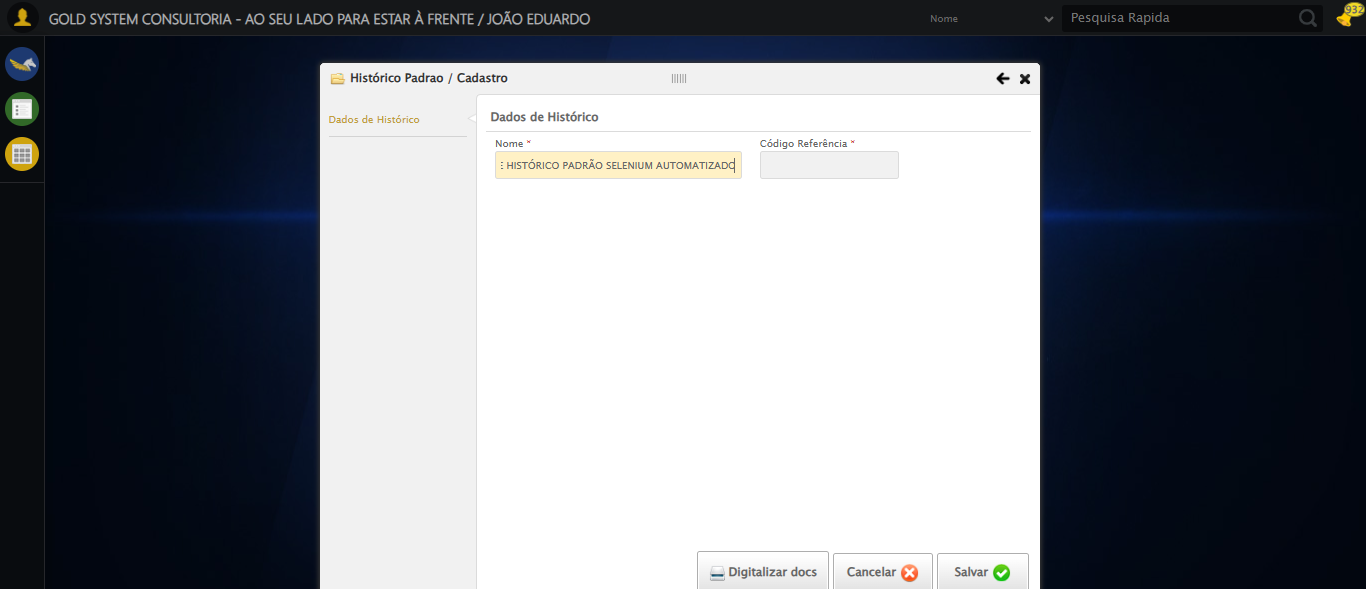 GOLD SYSTEM CONSULTORIA - AO SEU LADO PARA ESTAR À FRENTE / JOÃO EDUARDO
Nome
Pesquisa Rapida
932
Histórico Padrao / Cadastro
Dados de Histórico
Dados de Histórico
Nome *
Código Referência *
HISTÓRICO PADRÃO SELENIUM AUTOMATIZADO
Digitalizar docs
Cancelar
Salvar